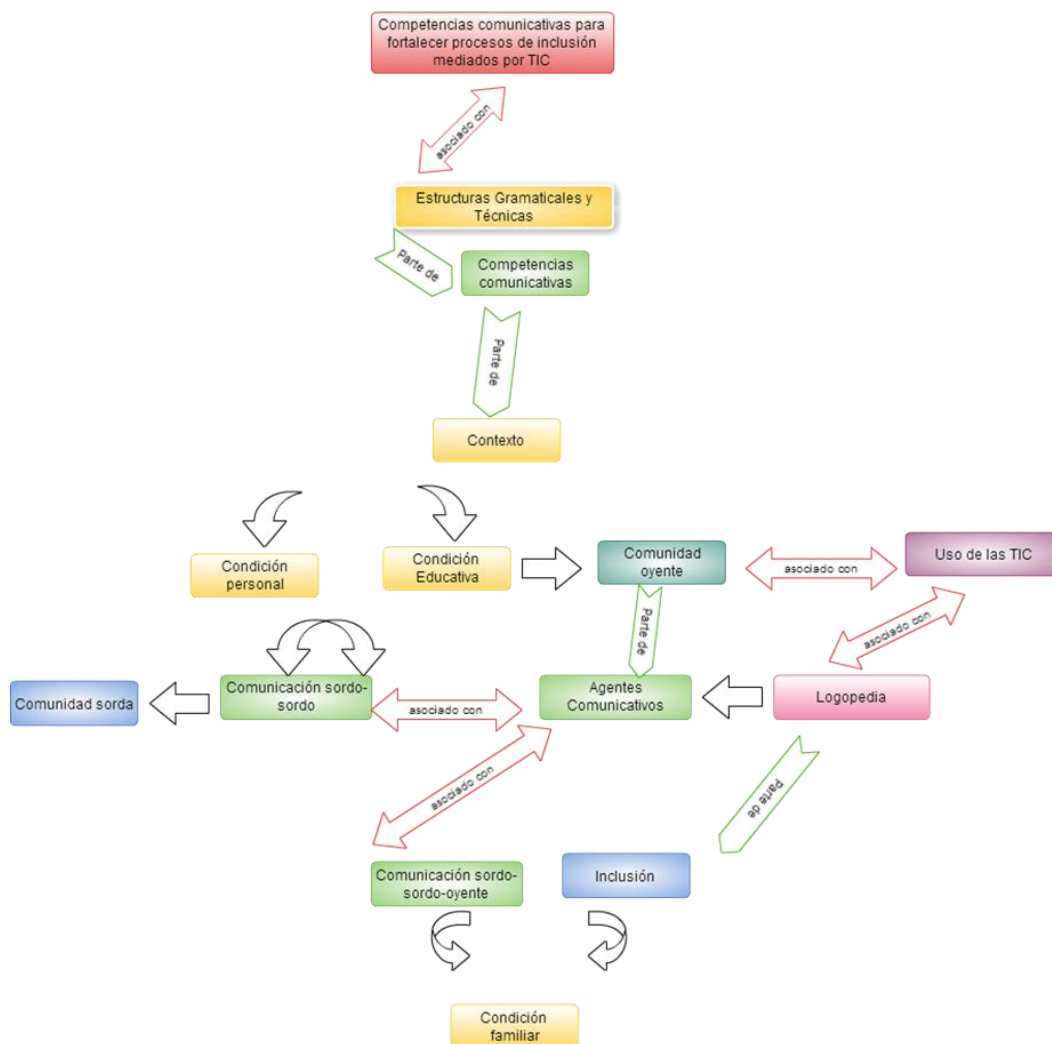 Competencias comunicativas para
fortalecer procesos de inclusión
mediados por TIC
asociado con
Estructuras Gramaticales y
Técnicas
Parte de
Competencias
comunicativas
Parte de
Contexto
Condición
personal
Condición
Educativa
Comunidad
oyente
asociado con
Uso de las TIC
Parte de
asociado con
Comunidad sorda
Comunicación sordo-
sordo
asociado con
Agentes
Comunicativos
Logopedia
asociado con
Parte de
Comunicación sordo-
sordo-oyente
Inclusión
Condición
familiar